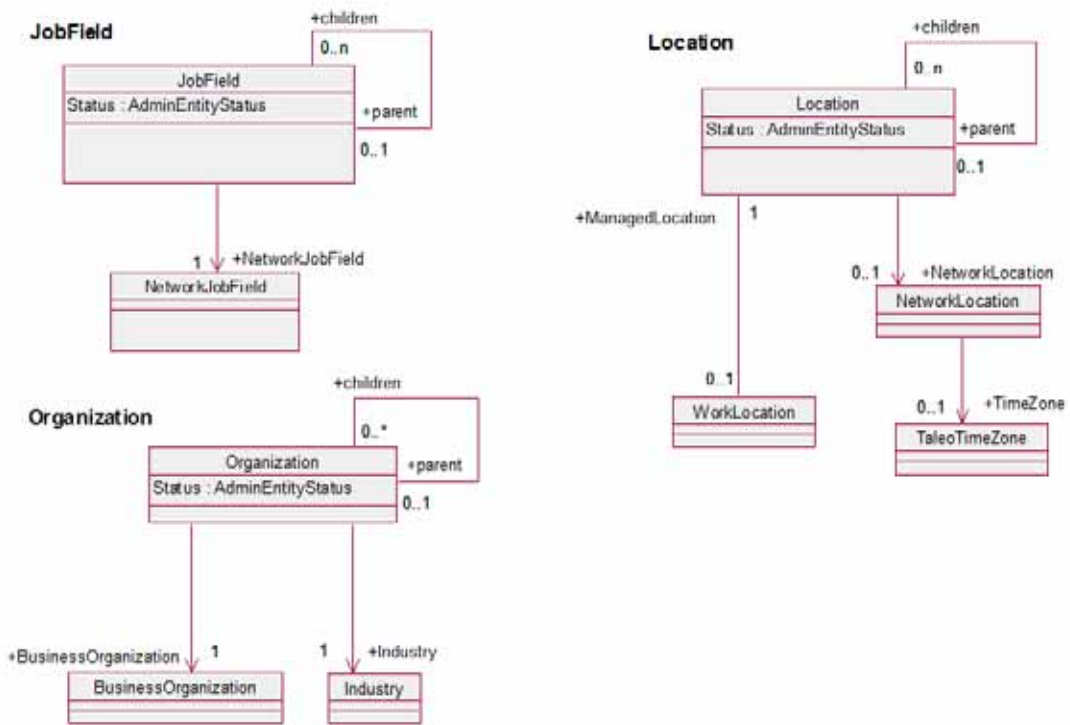 JobField
+children
0..n
JobField
Status : AdminEntityStatus
+parent
0..1
1
+NetworkJobField
NetworkJobField
Organization
+children
0..*
Organization
Status : AdminEntityStatus
+parent
0..1
+BusinessOrganization
1
1
+Industry
BusinessOrganization
Industry
Location
+children
0..n
Location
Status : AdminEntityStatus
+parent
0..1
+ManagedLocation
1
0..1
+NetworkLocation
NetworkLocation
0..1
WorkLocation
0..1
+TimeZone
TaleoTimeZone